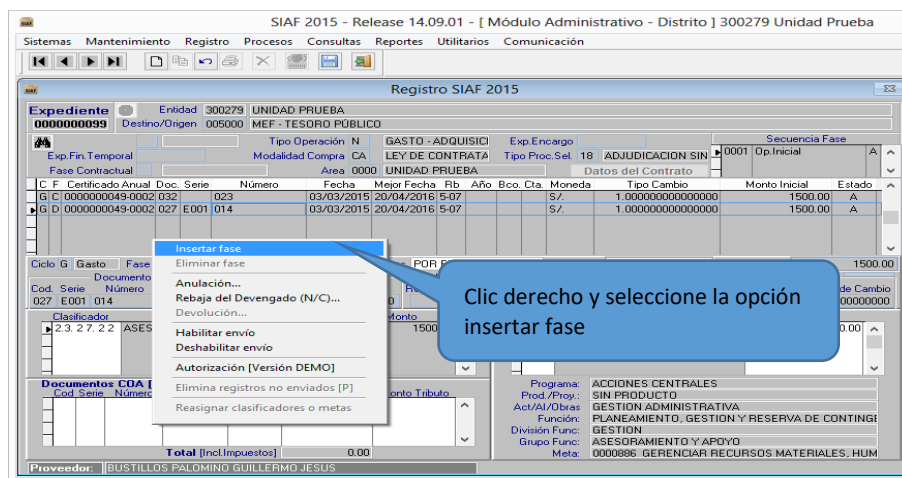 SIAF 2015 - Release 14.09.01 - [ Módulo Administrativo - Distrito ] 300279 Unidad Prueba
Sistemas Mantenimiento Registro Procesos Consultas Reportes Utilitarios Comunicación
Registro SIAF 2015
Expediente Entidad 300279 UNIDAD PRUEBA
0000000099 Destino/Origen 005000 MEF - TESORO PÚBLICO
Tipo Operación N GASTO - ADQUISICI Exp.Encargo Secuencia Fase
Exp.Fin.Temporal Modalidad Compra CA LEY DE CONTRATA Tipo Proc.Sel. 18 ADJUDICACION SIN 0001 Op.Inicial A
Fase Contractual Area 0000 UNIDAD PRUEBA Datos del Contrato
C F Certificado Anual Doc. Serie Número Fecha Mejor Fecha Rb Año Bco. Cta. Moneda Tipo Cambio Monto Inicial Estado
G C 0000000049-0002 032 023 03/03/2015 20/04/2016 5-07 S/. 1.000000000000000 1500.00 A
G D 0000000049-0002 027 E001 014 03/03/2015 20/04/2016 5-07 S/. 1.000000000000000 1500.00 A
Insertar fase
Eliminar fase
Anulación...
Rebaja del Devengado (N/C)...
Devolución...
Habilitar envío
Deshabilitar envío
Autorización [Versión DEMO]
Elimina registros no enviados [P]
Reasignar clasificadores o metas
Clic derecho y seleccione la opción
insertar fase
Ciclo G Gasto Fase POR 1500.00
Documento
Cod. Serie Número de Cambio
027 E001 014 0 00000000
Clasificador Monto
2.3. 2 7. 2 2 ASES 1500 0.00
Documentos COA [
Cod Serie Número onto Tributo
Total [Incl.Impuestos] 0.00
Programa: ACCIONES CENTRALES
Prod./Proy.: SIN PRODUCTO
Act/AI/Obras GESTION ADMINISTRATIVA
Función: PLANEAMIENTO, GESTION Y RESERVA DE CONTINGE
División Func: GESTION
Grupo Func: ASESORAMIENTO Y APOYO
Meta: 0000886 GERENCIAR RECURSOS MATERIALES, HUM
Proveedor: BUSTILLOS PALOMINO GUILLERMO JESUS